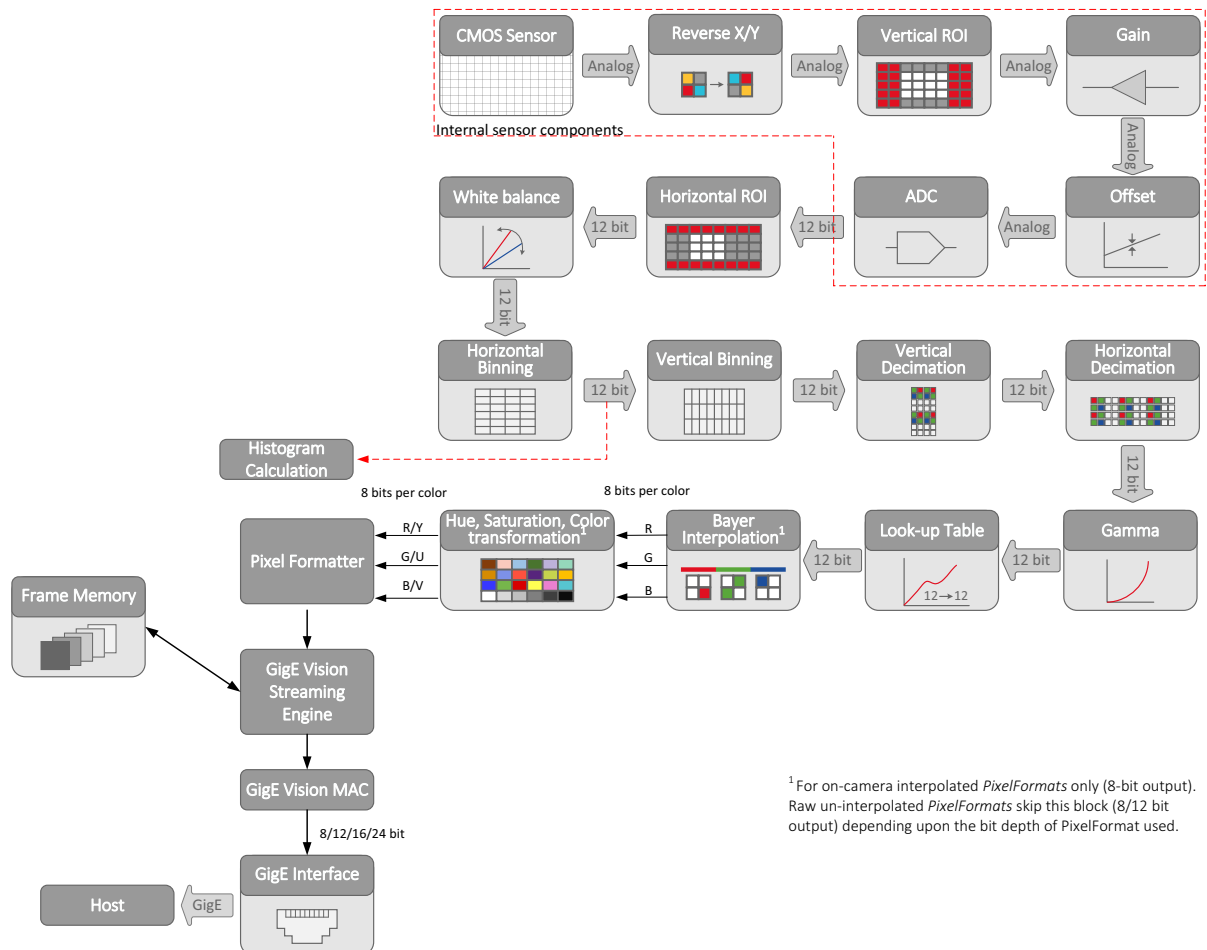 CMOS Sensor
Analog
Reverse X/Y
Analog
Vertical ROI
Analog
Gain
Internal sensor components
Analog
White balance
12 bit
Horizontal ROI
12 bit
ADC
Analog
Offset
12 bit
Horizontal
Binning
12 bit
Vertical Binning
12 bit
Vertical
Decimation
12 bit
Horizontal
Decimation
Histogram
Calculation
12 bit
8 bits per color
8 bits per color
Pixel Formatter
R/Y
G/U
B/V
Hue, Saturation, Color
transformation¹
R
G
B
Bayer
Interpolation¹
12 bit
Look-up Table
12→12
12 bit
Gamma
Frame Memory
GigE Vision
Streaming
Engine
GigE Vision MAC
¹ For on-camera interpolated PixelFormats only (8-bit output).
Raw un-interpolated PixelFormats skip this block (8/12 bit
output) depending upon the bit depth of PixelFormat used.
8/12/16/24 bit
GigE Interface
GigE
Host